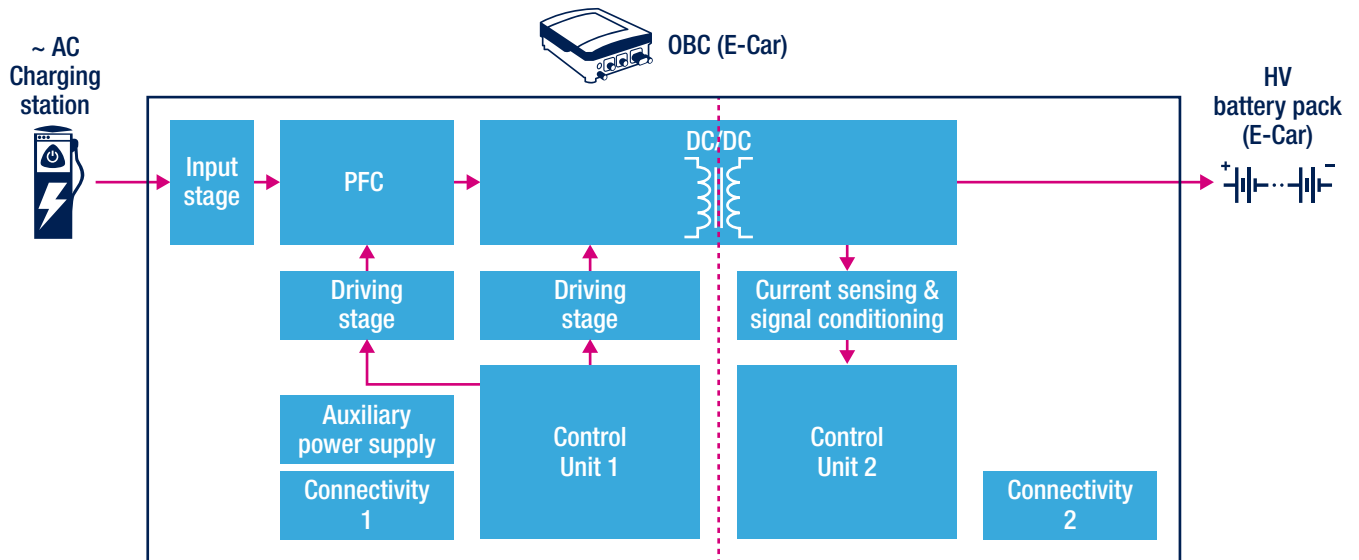 ~ AC
Charging
station
OBC (E-Car)
HV
battery pack
(E-Car)
Input
stage
PFC
DC/DC
+
–
Driving
stage
Driving
stage
Current sensing &
signal conditioning
Auxiliary
power supply
Control
Unit 1
Control
Unit 2
Connectivity
1
Connectivity
2